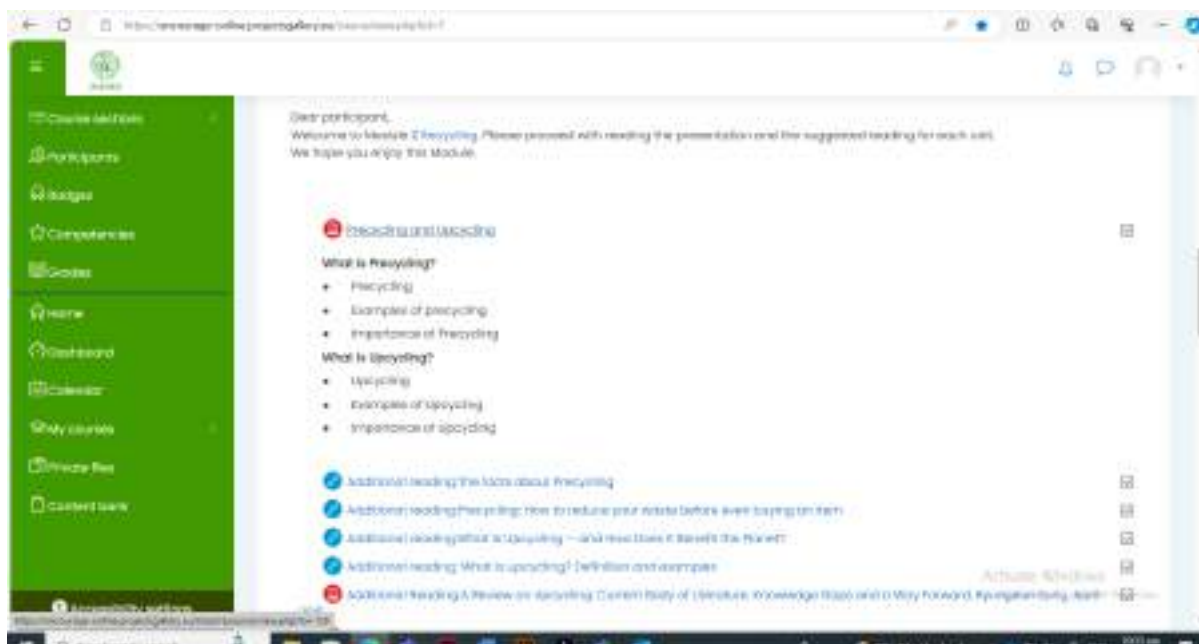 Course sections
Participants
Badges
Competencies
Grades
Home
Dashboard
Calendar
My courses
Private files
Content bank
Accessibility settings
Dear participant,
Welcome to Module 2 Recycling. Please proceed with reading the presentation and the suggested reading for each unit.
We hope you enjoy this Module.
Precycling and Upcycling
What is Precycling?
Precycling
Examples of precycling
Importance of Precycling
What is Upcycling?
Upcycling
Examples of Upcycling
Importance of Upcycling
Additional reading:The facts about Precycling
Additional reading:Precycling: How to reduce your waste before even buying an item
Additional reading:What Is Upcycling — and How Does It Benefit the Planet?
Additional reading: What is upcycling? Definition and examples
Activate Windows
Additional Reading:A Review on Upcycling: Current Body of Literature, Knowledge Gaps and a Way Forward, Kyungeun Sung, April